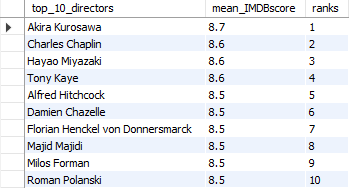 top_10_directors mean_IMDBscore ranks
Akira Kurosawa 8.7 1
Charles Chaplin 8.6 2
Hayao Miyazaki 8.6 3
Tony Kaye 8.6 4
Alfred Hitchcock 8.5 5
Damien Chazelle 8.5 6
Florian Henckel von Donnersmarck 8.5 7
Majid Majidi 8.5 8
Milos Forman 8.5 9
Roman Polanski 8.5 10